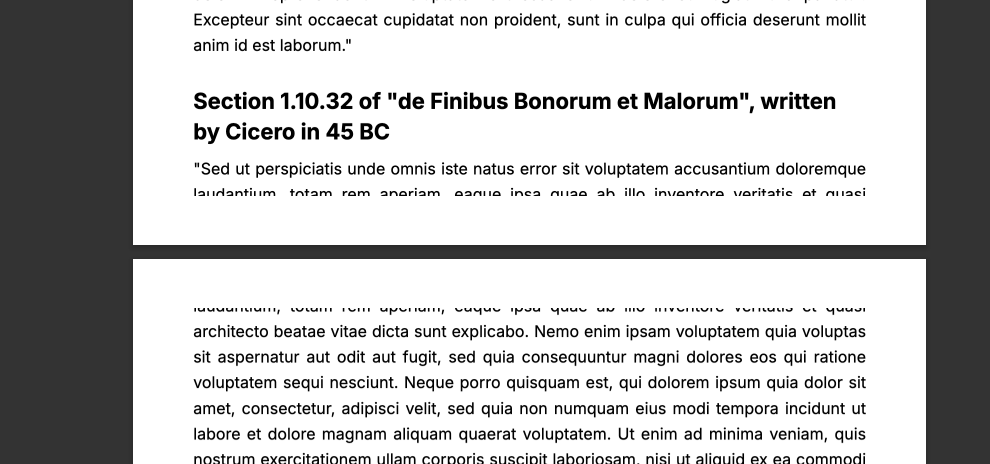 Excepteur sint occaecat cupidatat non proident, sunt in culpa qui officia deserunt mollit
anim id est laborum."
Section 1.10.32 of "de Finibus Bonorum et Malorum", written
by Cicero in 45 BC
"Sed ut perspiciatis unde omnis iste natus error sit voluptatem accusantium doloremque
laudantium, totam rem aperiam, eaque ipsa quae ab illo inventore veritatis et quasi
laudantium, totam rem aperiam, eaque ipsa quae ab illo inventore veritatis et quasi
architecto beatae vitae dicta sunt explicabo. Nemo enim ipsam voluptatem quia voluptas
sit aspernatur aut odit aut fugit, sed quia consequuntur magni dolores eos qui ratione
voluptatem sequi nesciunt. Neque porro quisquam est, qui dolorem ipsum quia dolor sit
amet, consectetur, adipisci velit, sed quia non numquam eius modi tempora incidunt ut
labore et dolore magnam aliquam quaerat voluptatem. Ut enim ad minima veniam, quis
nostrum exercitationem ullam corporis suscipit laboriosam, nisi ut aliquid ex ea commodi